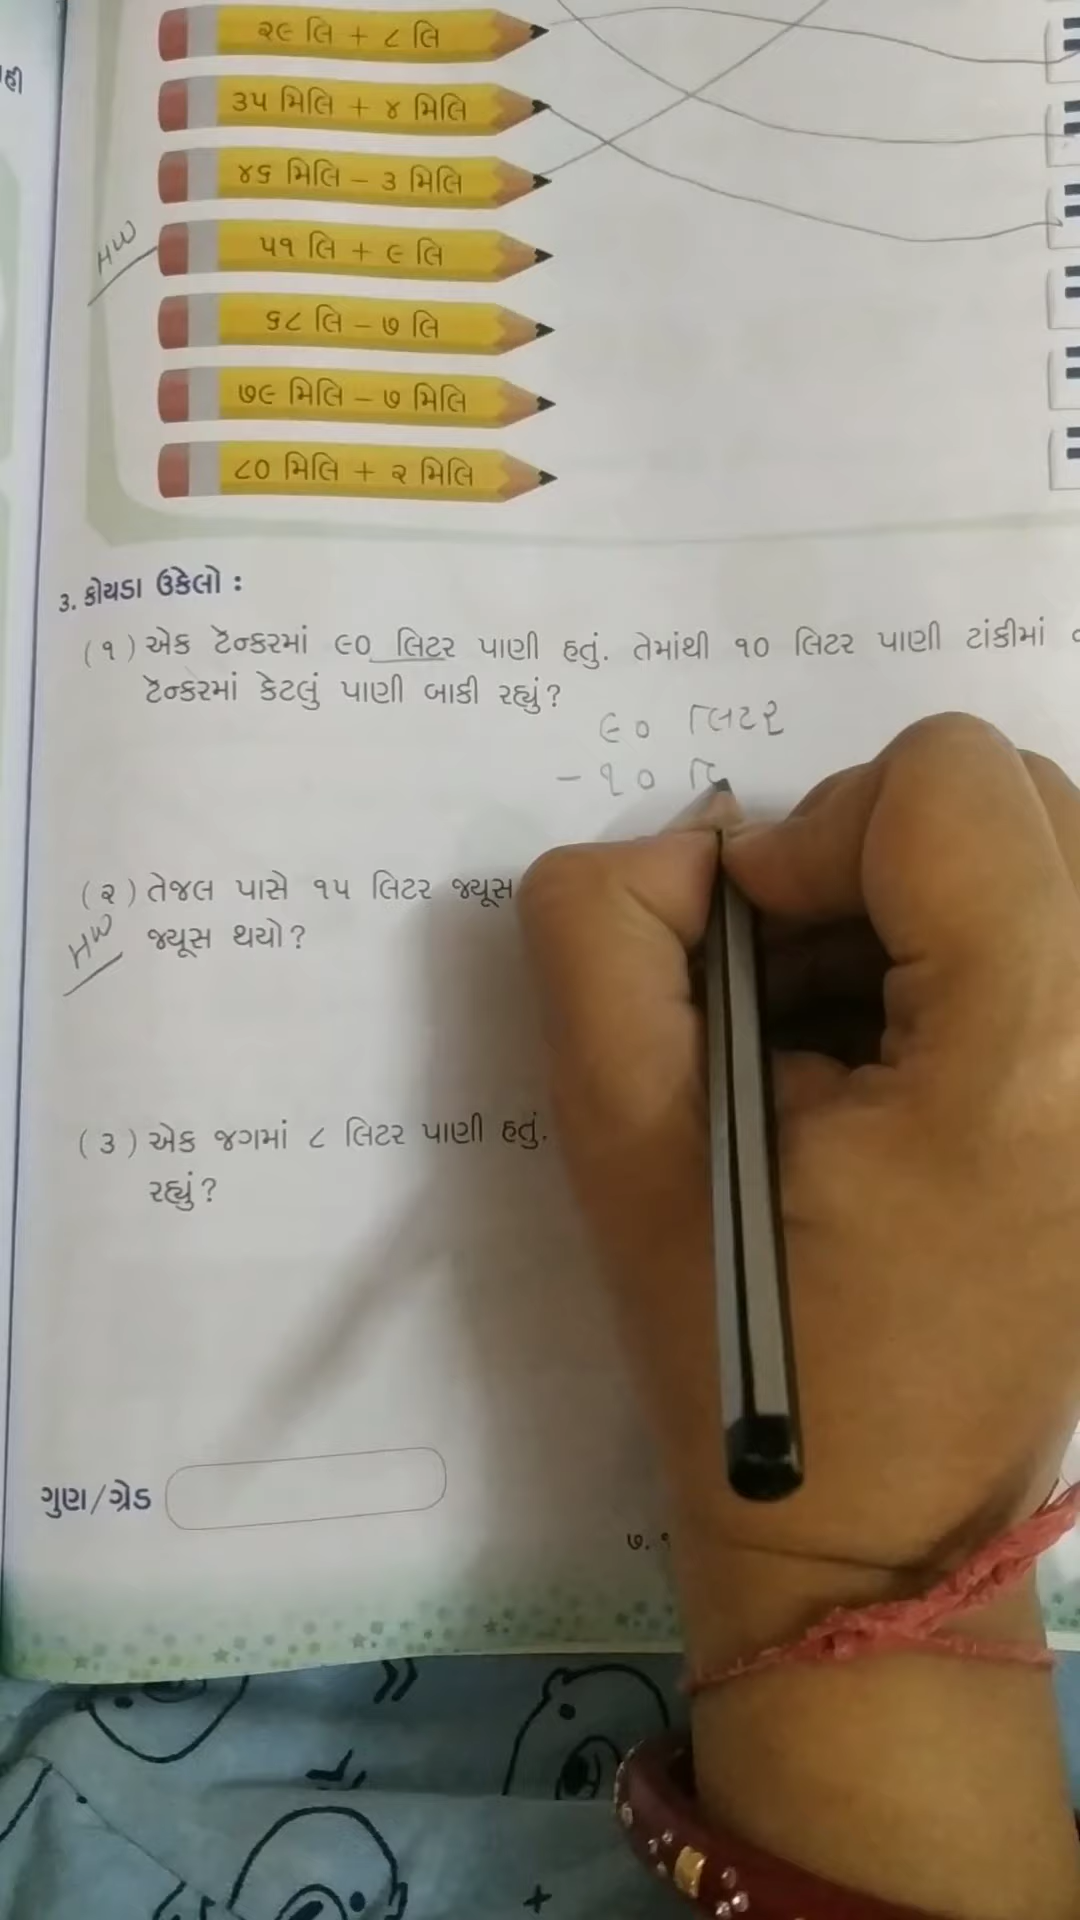 ૨૯ લિ + ૮ લિ
૩૫ મિલિ + ૪ મિલિ
૪૬ મિલિ – ૩ મિલિ
HW
૫૧ લિ + ૯ લિ
૬૮ લિ – ૭ લિ
૭૯ મિલિ – ૭ મિલિ
૮૦ મિલિ + ૨ મિલિ
૩. કોયડા ઉકેલો :
(૧) એક ટૅન્કરમાં ૯૦ લિટર પાણી હતું. તેમાંથી ૧૦ લિટર પાણી ટાંકીમાં
ટૅન્કરમાં કેટલું પાણી બાકી રહ્યું?
૯૦ લિટર
– ૧૦
(૨) તેજલ પાસે ૧૫ લિટર જ્યૂસ
HW
જ્યૂસ થયો?
(૩) એક જગમાં ૮ લિટર પાણી હતું.
રહ્યું?
ગુણ/ગ્રેડ
૭.